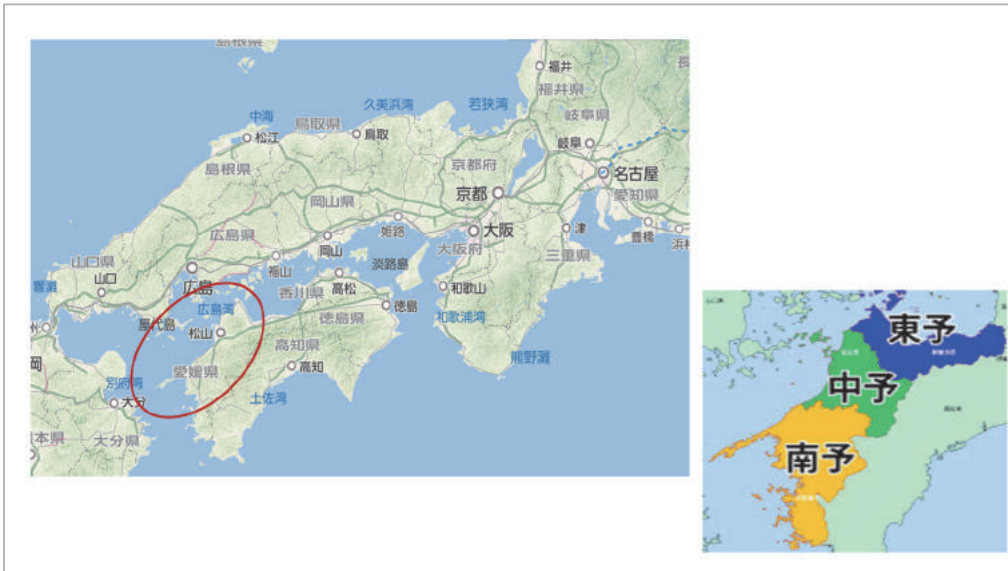 島根県
福井
福井県
久美浜湾
若狭湾
中海
鳥取県
鳥取
松江
岐阜県
岐阜
島根県
京都府
名古屋
京都
愛知県
岡山県
姫路
大阪
広島県
岡山
大阪府
津
豊橋
浜松
淡路島
三重県
山口県
福山
山口
広島
香川県
高松
和歌山
響灘
広島湾
徳島
屋代島
松山
徳島県
和歌浦湾
高知県
熊野灘
愛媛県
高知
別府湾
土佐湾
大分
大分県
東予
中予
南予